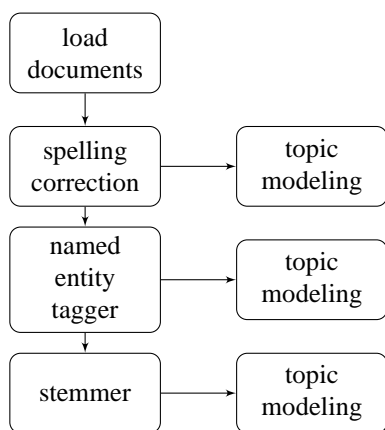 load
documents
spelling
correction
topic
modeling
named
entity
tagger
topic
modeling
stemmer
topic
modeling